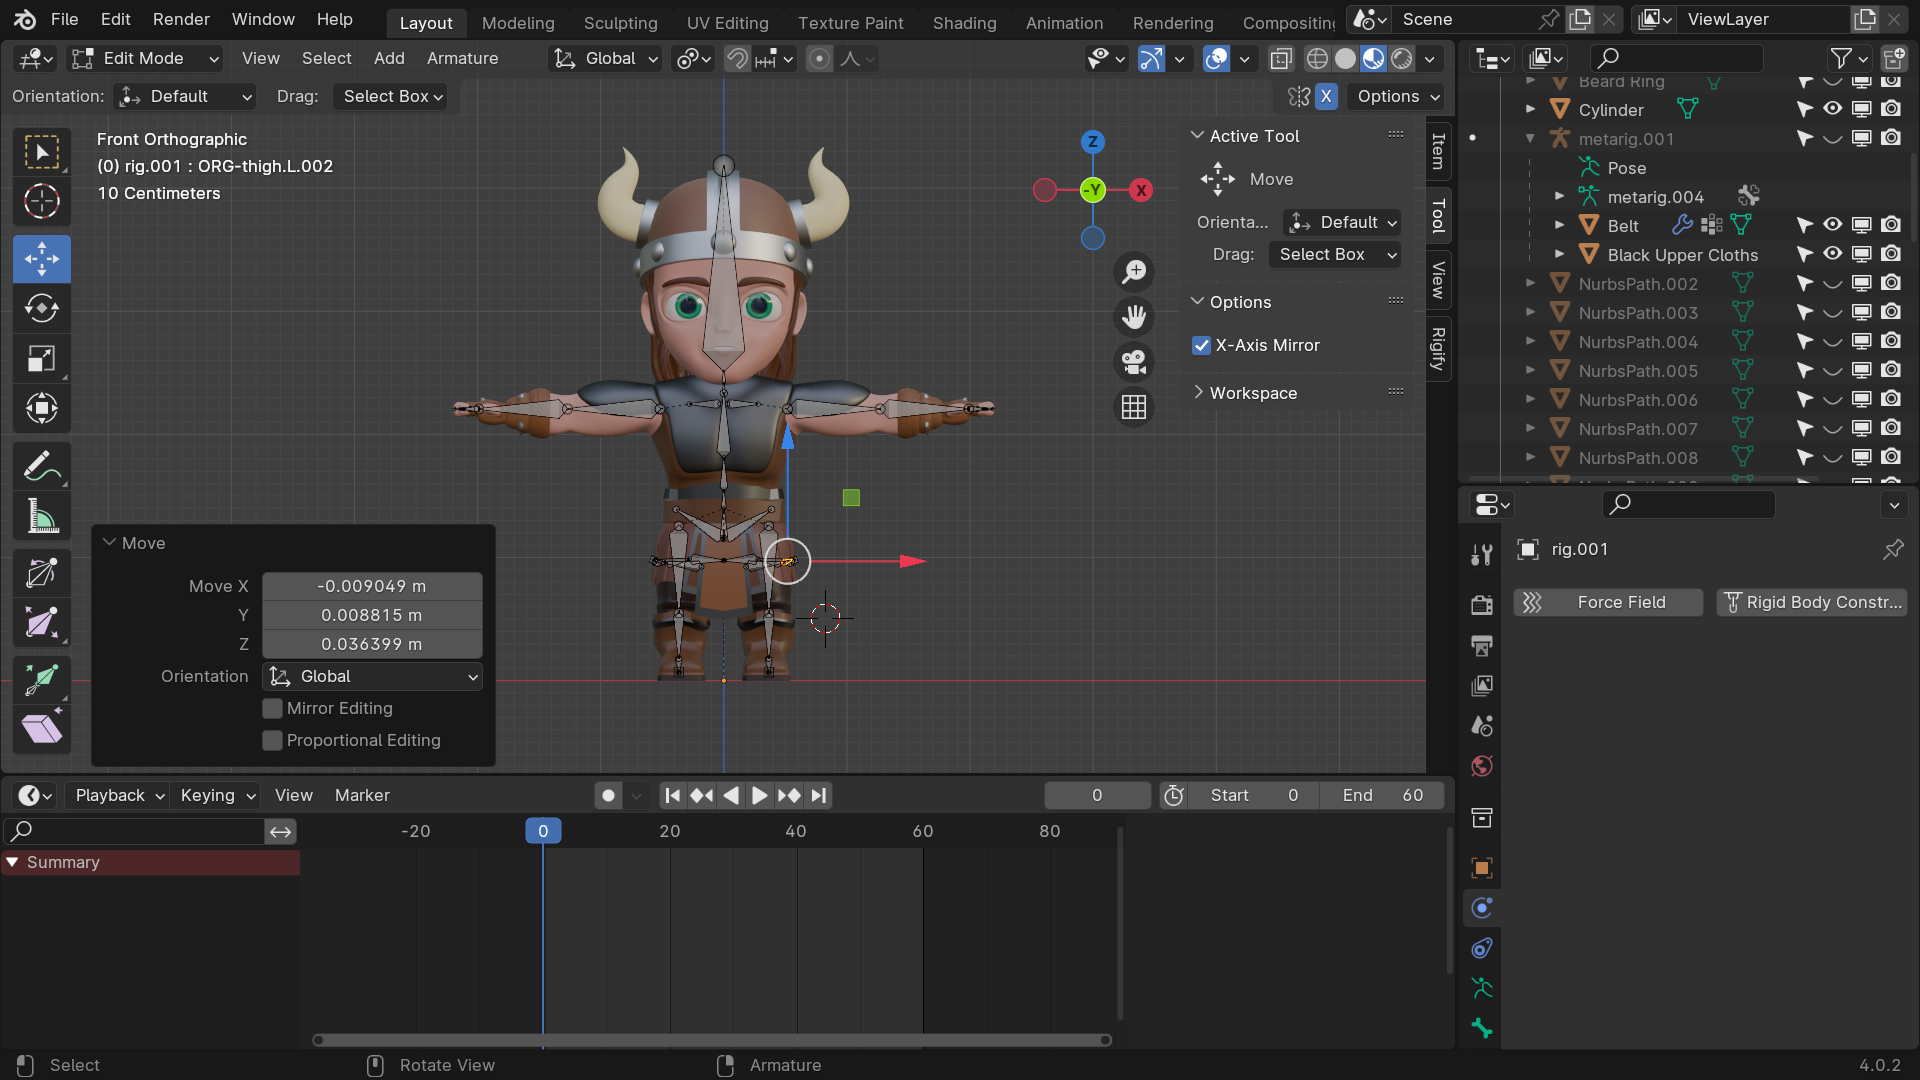 File Edit Render Window Help
Layout Modeling Sculpting UV Editing Texture Paint Shading Animation Rendering Compositing
Scene
ViewLayer
Edit Mode View Select Add Armature
Global
Orientation: Default Drag: Select Box
X Options
Front Orthographic
(0) rig.001 : ORG-thigh.L.002
10 Centimeters
Z
-Y X
Active Tool
Move
Orienta... Default
Drag: Select Box
Options
X-Axis Mirror
Workspace
Item
Tool
View
Rigify
Beard Ring
Cylinder
metarig.001
Pose
metarig.004
Belt
Black Upper Cloths
NurbsPath.002
NurbsPath.003
NurbsPath.004
NurbsPath.005
NurbsPath.006
NurbsPath.007
NurbsPath.008
rig.001
Force Field Rigid Body Constr...
Move
Move X -0.009049 m
Y 0.008815 m
Z 0.036399 m
Orientation Global
Mirror Editing
Proportional Editing
Playback Keying View Marker
0 Start 0 End 60
-20 0 20 40 60 80
Summary
Select Rotate View Armature 4.0.2